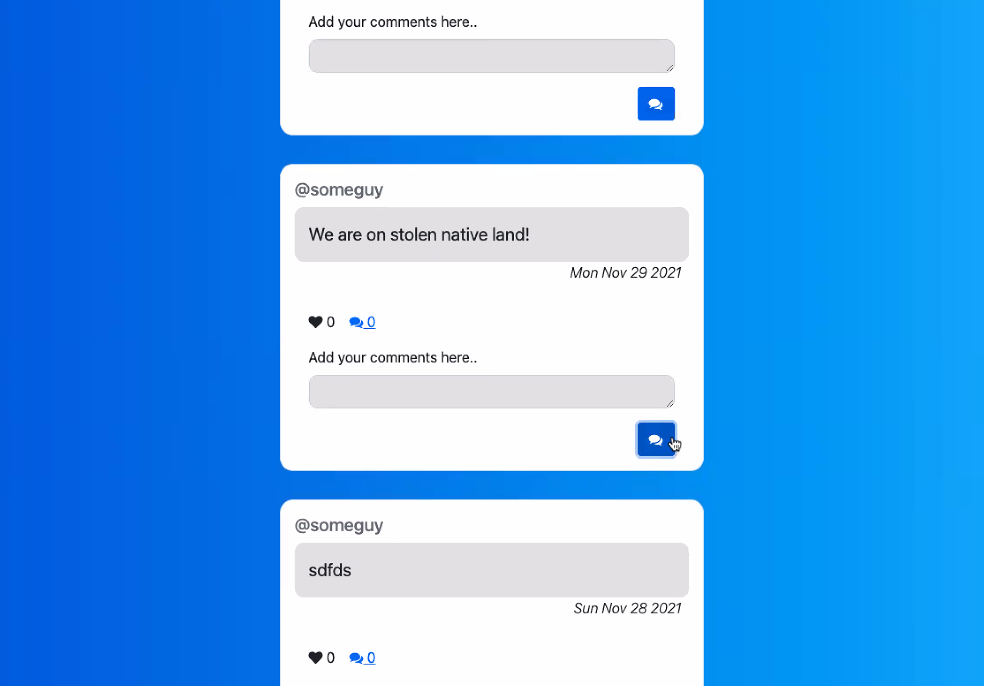 Add your comments here..
@someguy
We are on stolen native land!
Mon Nov 29 2021
0 0
Add your comments here..
@someguy
sdfds
Sun Nov 28 2021
0 0